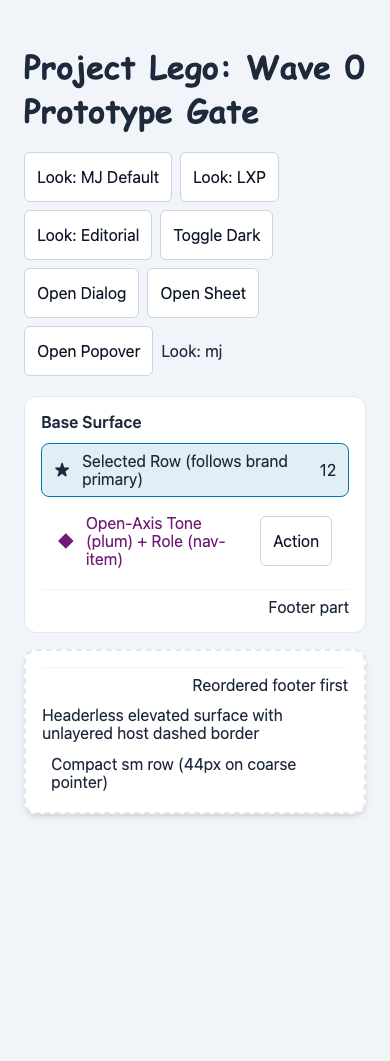 Project Lego: Wave 0
Prototype Gate
Look: MJ Default
Look: LXP
Look: Editorial
Toggle Dark
Open Dialog
Open Sheet
Open Popover
Look: mj
Base Surface
Selected Row (follows brand
primary)
12
Open-Axis Tone
(plum) + Role (nav-
item)
Action
Footer part
Reordered footer first
Headerless elevated surface with
unlayered host dashed border
Compact sm row (44px on coarse
pointer)